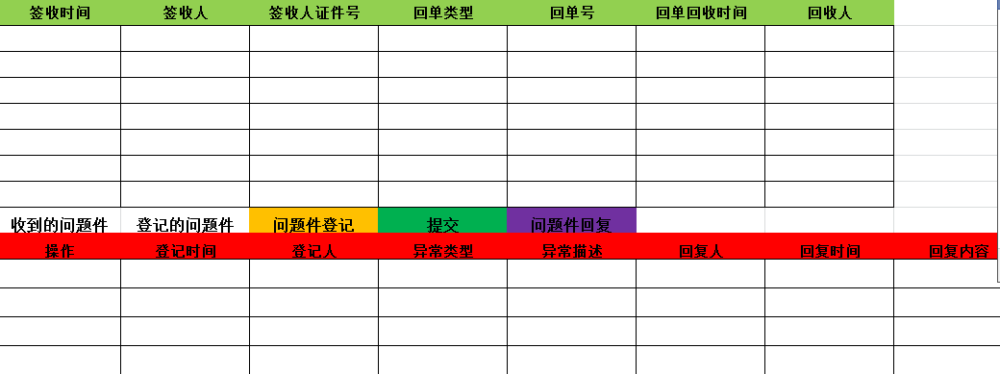 签收时间 签收人 签收人证件号 回单类型 回单号 回单回收时间 回收人
收到的问题件 登记的问题件 问题件登记 提交 问题件回复
操作 登记时间 登记人 异常类型 异常描述 回复人 回复时间 回复内容